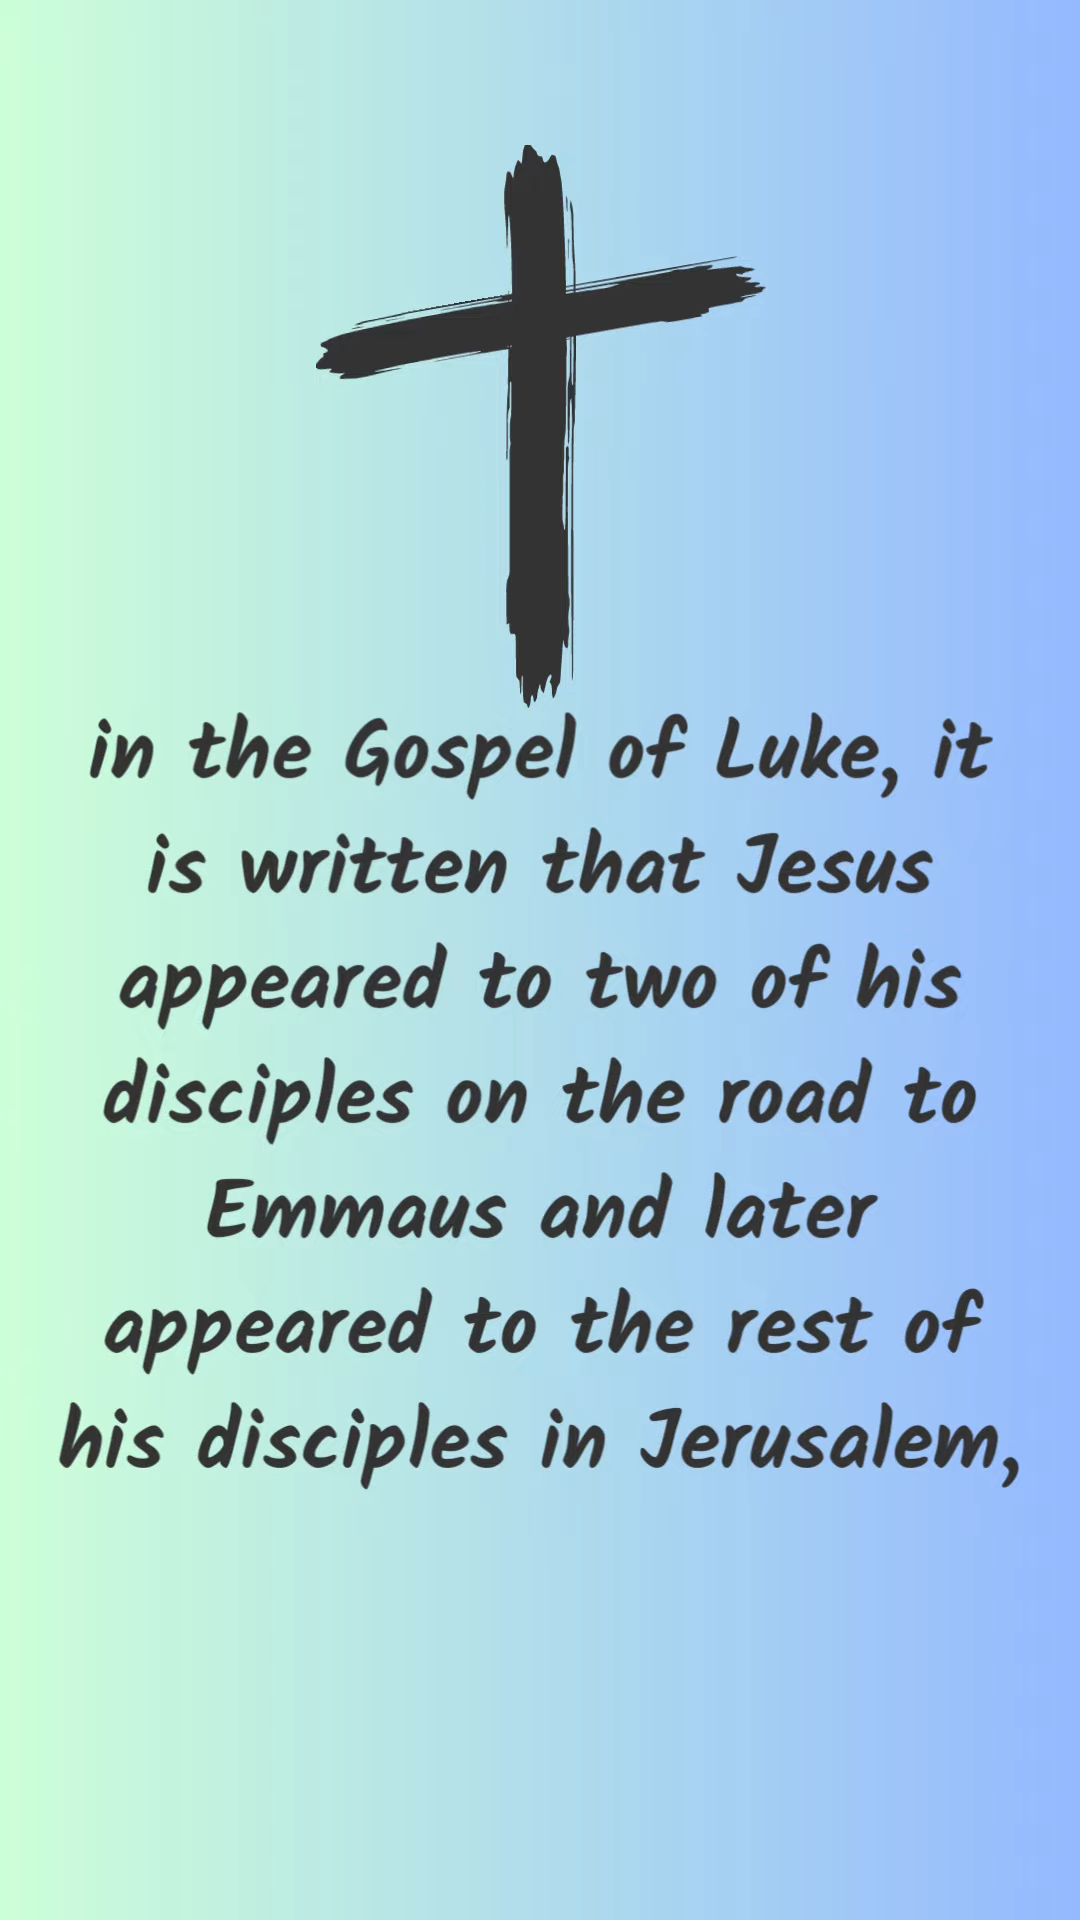 in the Gospel of Luke, it
is written that Jesus
appeared to two of his
disciples on the road to
Emmaus and later
appeared to the rest of
his disciples in Jerusalem,